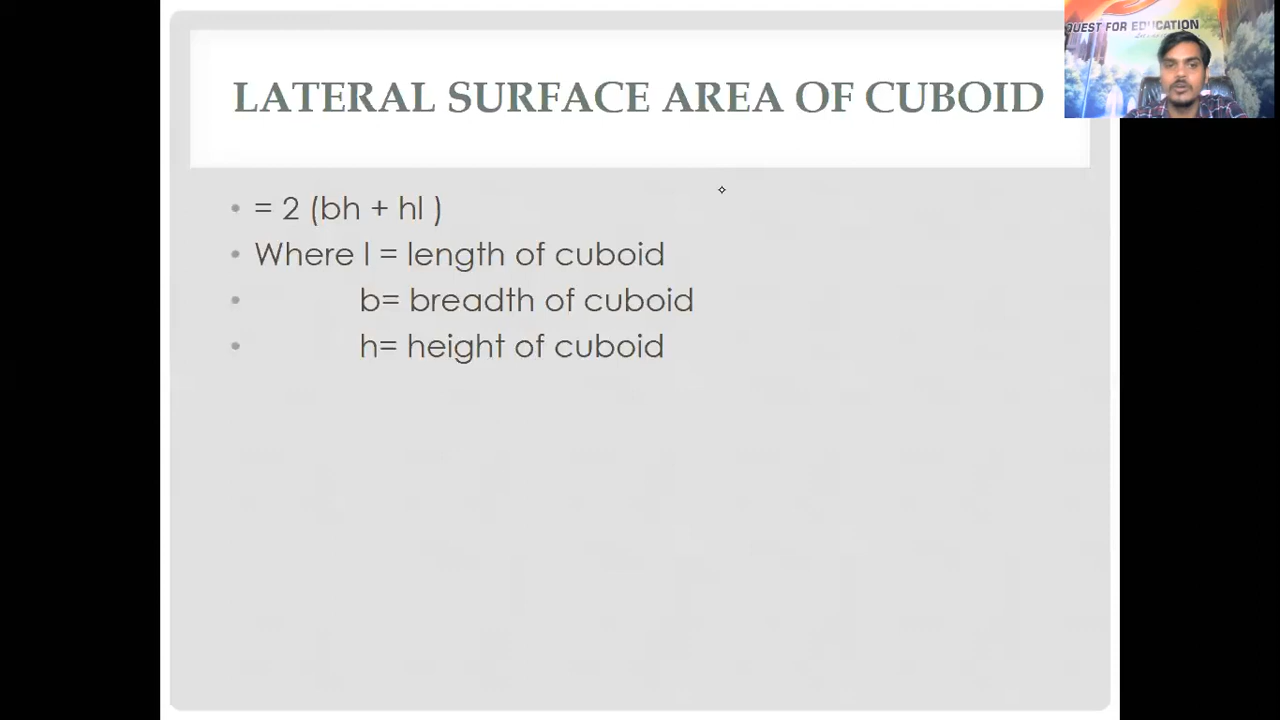 QUEST FOR EDUCATION
LATERAL SURFACE AREA OF CUBOID
• = 2 (bh + hl )
• Where l = length of cuboid
• b= breadth of cuboid
• h= height of cuboid